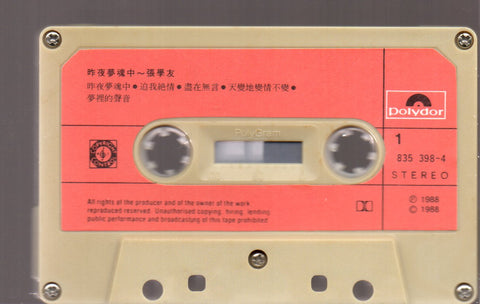 昨夜夢魂中～張學友
昨夜夢魂中●迫我絶情●盡在無言●天變地變情不變●
夢裡的聲音
polydor
PolyGram
1
835 398-4
STEREO
All rights of the producer and of the owner of the work
reproduced reserved. Unauthorised copying, hiring, lending
public performance and broadcasting of this tape prohibited
Ⓟ 1988
© 1988